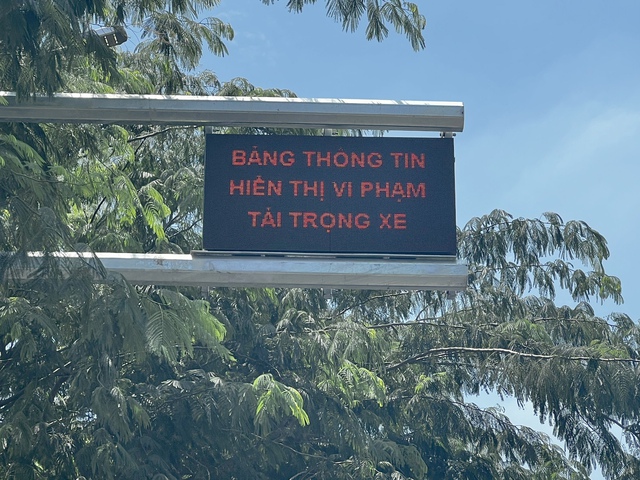 BẢNG THÔNG TIN
HIỂN THỊ VI PHẠM
TẢI TRỌNG XE